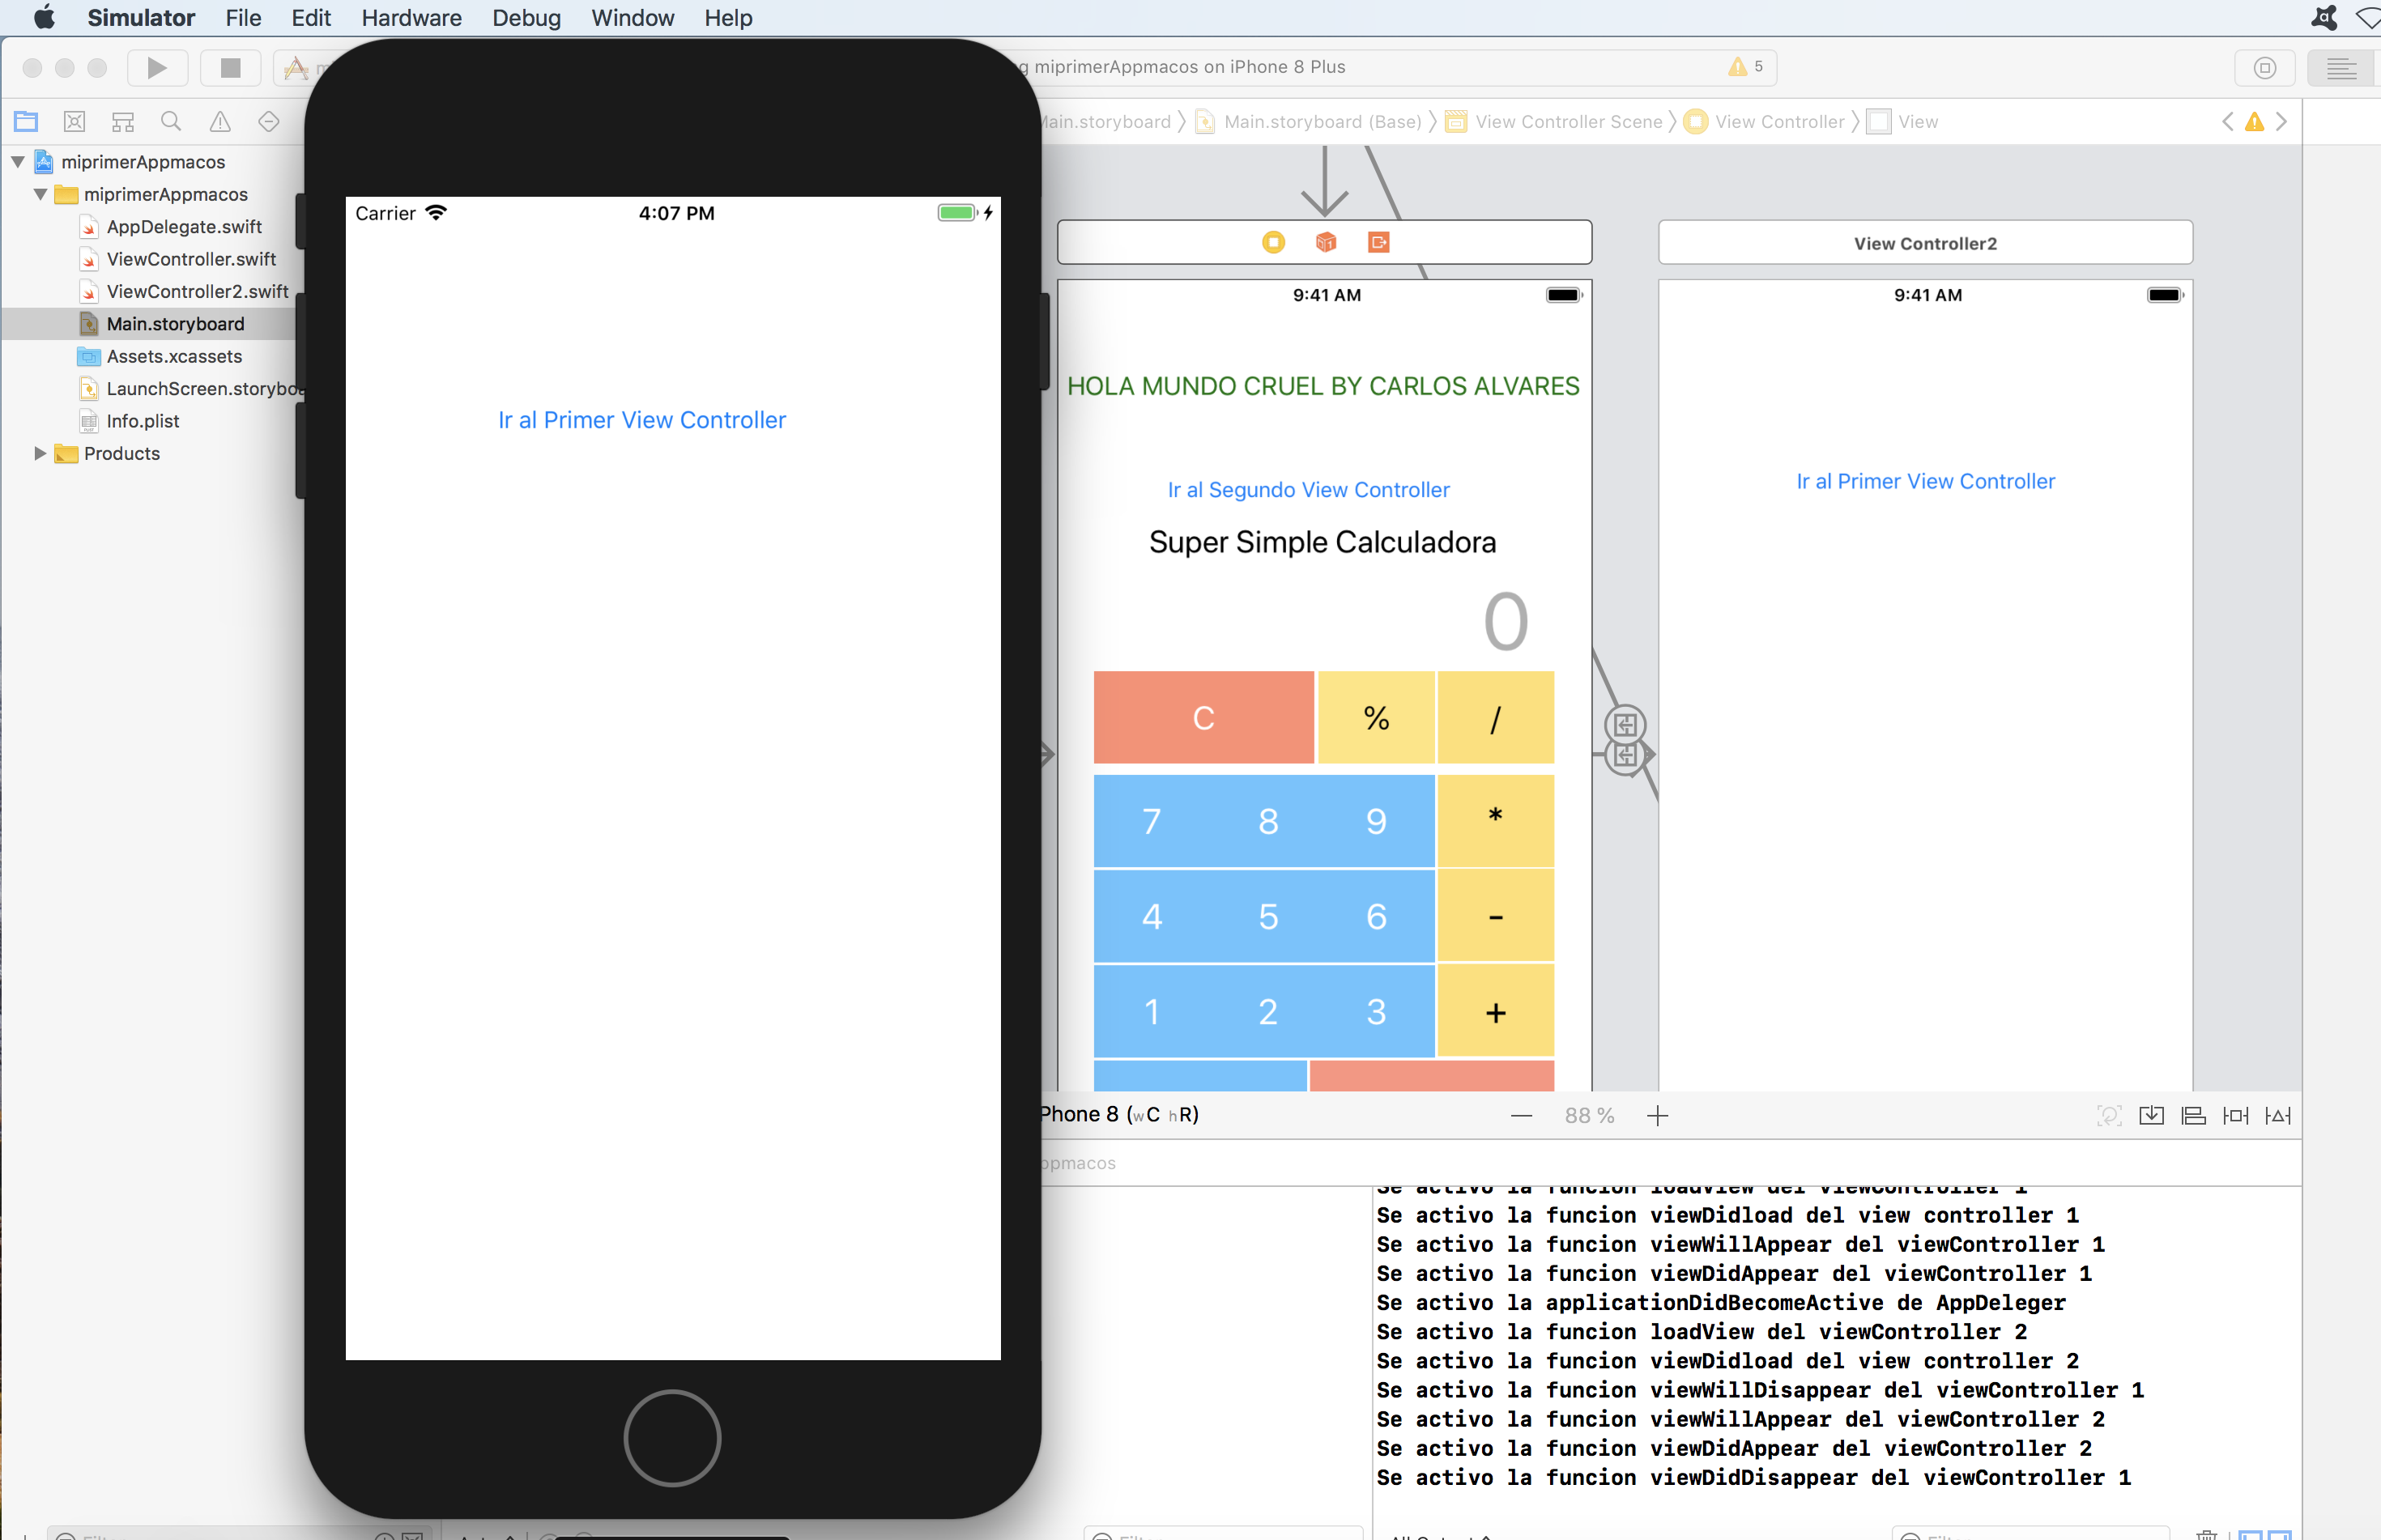 Simulator File Edit Hardware Debug Window Help
miprimerAppmacos on iPhone 8 Plus 5
Main.storyboard (Base) View Controller Scene View Controller View
miprimerAppmacos
miprimerAppmacos
AppDelegate.swift
ViewController.swift
ViewController2.swift
Main.storyboard
Assets.xcassets
Info.plist
Products
Carrier 4:07 PM
Ir al Primer View Controller
9:41 AM
HOLA MUNDO CRUEL BY CARLOS ALVARES
Ir al Segundo View Controller
Super Simple Calculadora
0
C % /
7 8 9 *
4 5 6 -
1 2 3 +
View Controller2
9:41 AM
Ir al Primer View Controller
Phone 8 (wC hR) 88 %
Se activo la funcion loadView del viewController 1
Se activo la funcion viewDidload del view controller 1
Se activo la funcion viewWillAppear del viewController 1
Se activo la funcion viewDidAppear del viewController 1
Se activo la applicationDidBecomeActive de AppDeleger
Se activo la funcion loadView del viewController 2
Se activo la funcion viewDidload del view controller 2
Se activo la funcion viewWillDisappear del viewController 1
Se activo la funcion viewWillAppear del viewController 2
Se activo la funcion viewDidAppear del viewController 2
Se activo la funcion viewDidDisappear del viewController 1